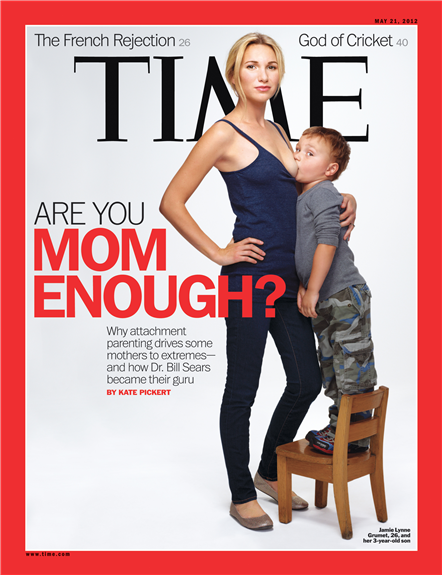 MAY 21, 2012
The French Rejection 26
God of Cricket 40
TIME
ARE YOU
MOM
ENOUGH?
Why attachment
parenting drives some
mothers to extremes—
and how Dr. Bill Sears
became their guru
BY KATE PICKERT
Jamie Lynne
Grumet, 26, and
her 3-year-old son
www.time.com